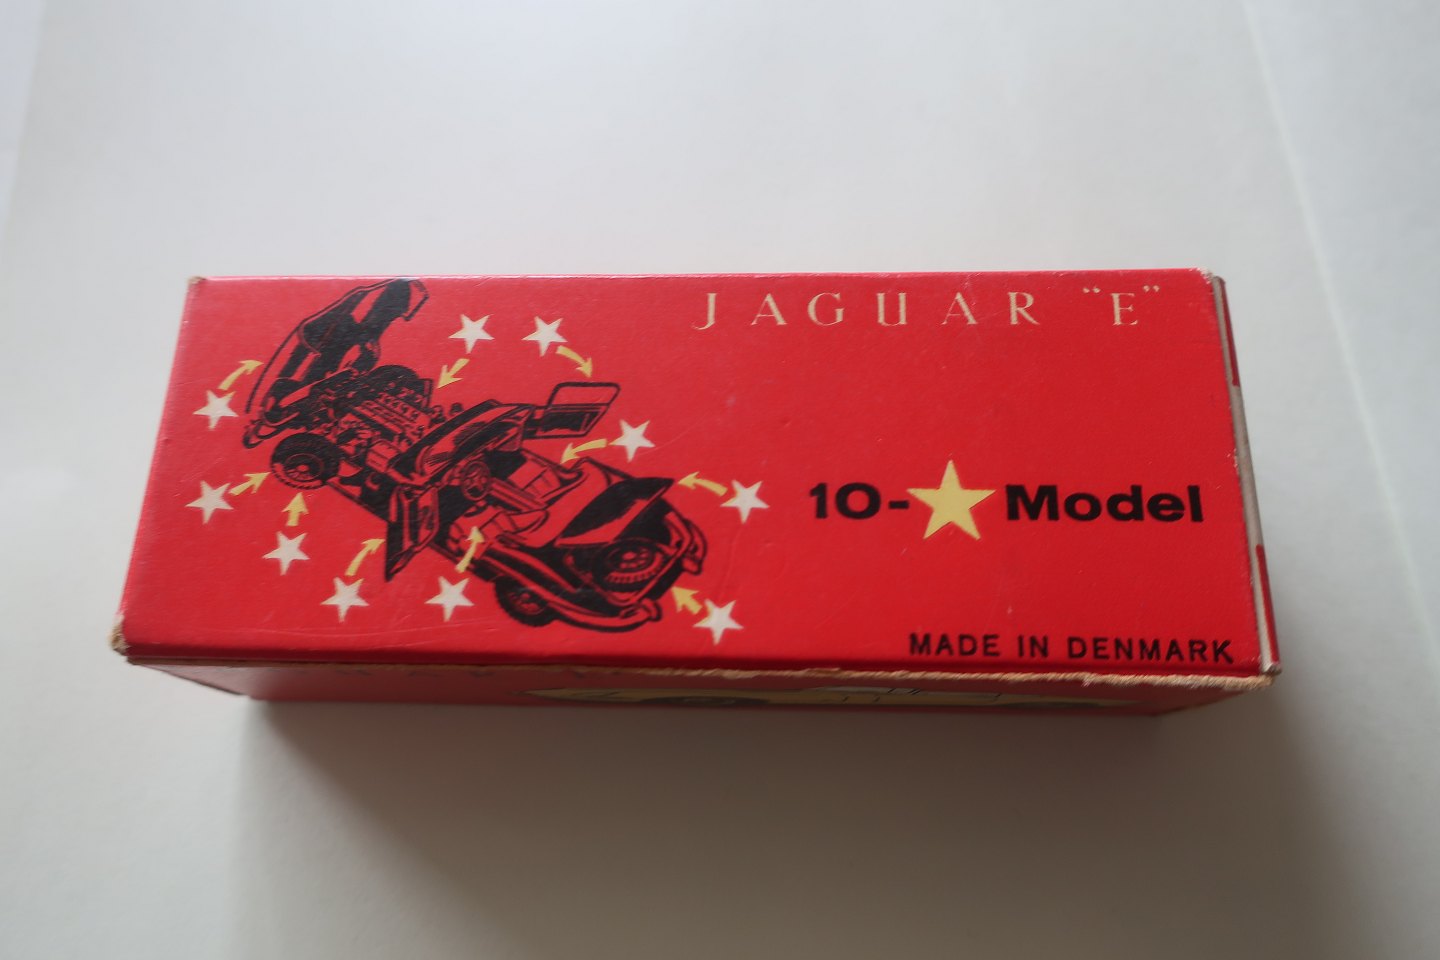 JAGUAR "E"
10-★Model
MADE IN DENMARK